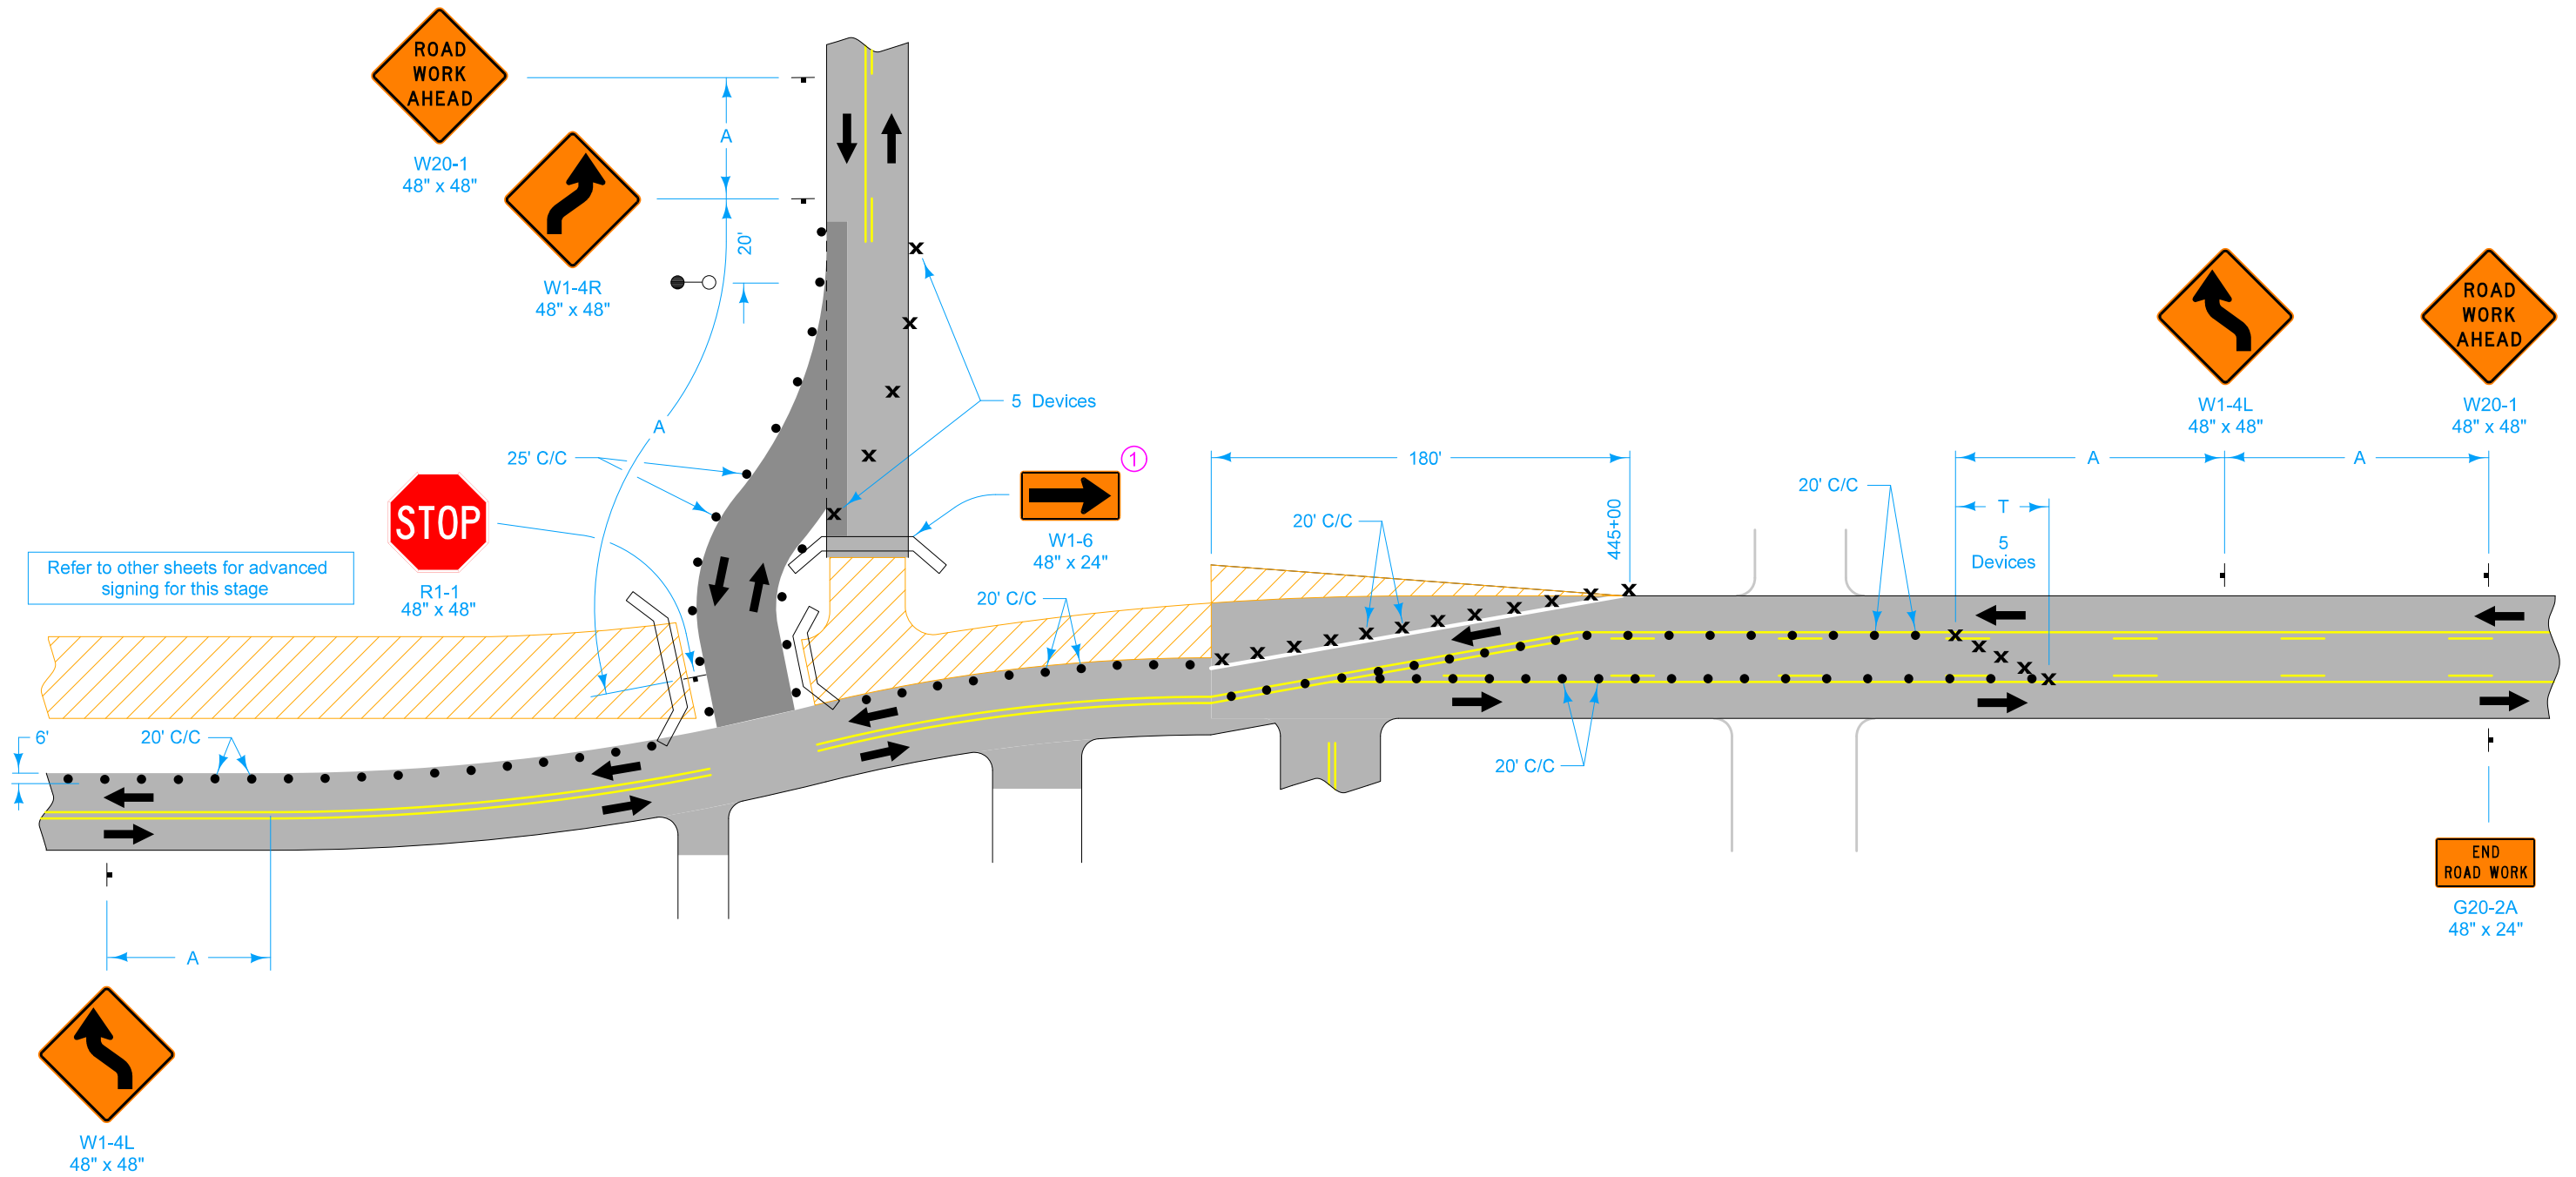 ROAD
WORK
AHEAD
W20-1
48" x 48"
A
W1-4R
48" x 48"
20'
A
25' C/C
5 Devices
STOP
R1-1
48" x 48"
Refer to other sheets for advanced
signing for this stage
1
W1-6
48" x 24"
20' C/C
180'
445+00
20' C/C
20' C/C
A
A
T
5
Devices
W1-4L
48" x 48"
ROAD
WORK
AHEAD
W20-1
48" x 48"
6'
20' C/C
20' C/C
END
ROAD WORK
G20-2A
48" x 24"
A
W1-4L
48" x 48"